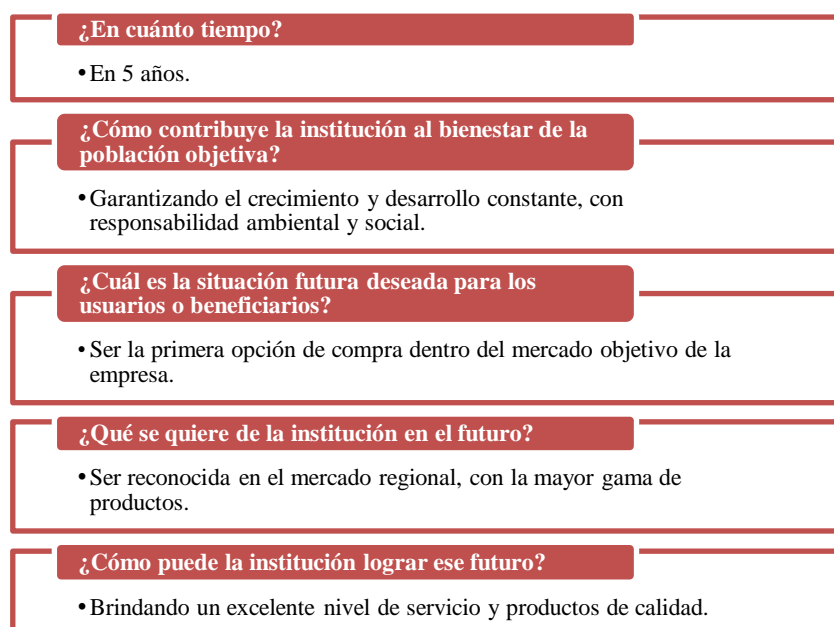 ¿En cuánto tiempo?
•En 5 años.
¿Cómo contribuye la institución al bienestar de la
población objetiva?
•Garantizando el crecimiento y desarrollo constante, con
responsabilidad ambiental y social.
¿Cuál es la situación futura deseada para los
usuarios o beneficiarios?
•Ser la primera opción de compra dentro del mercado objetivo de la
empresa.
¿Qué se quiere de la institución en el futuro?
•Ser reconocida en el mercado regional, con la mayor gama de
productos.
¿Cómo puede la institución lograr ese futuro?
•Brindando un excelente nivel de servicio y productos de calidad.